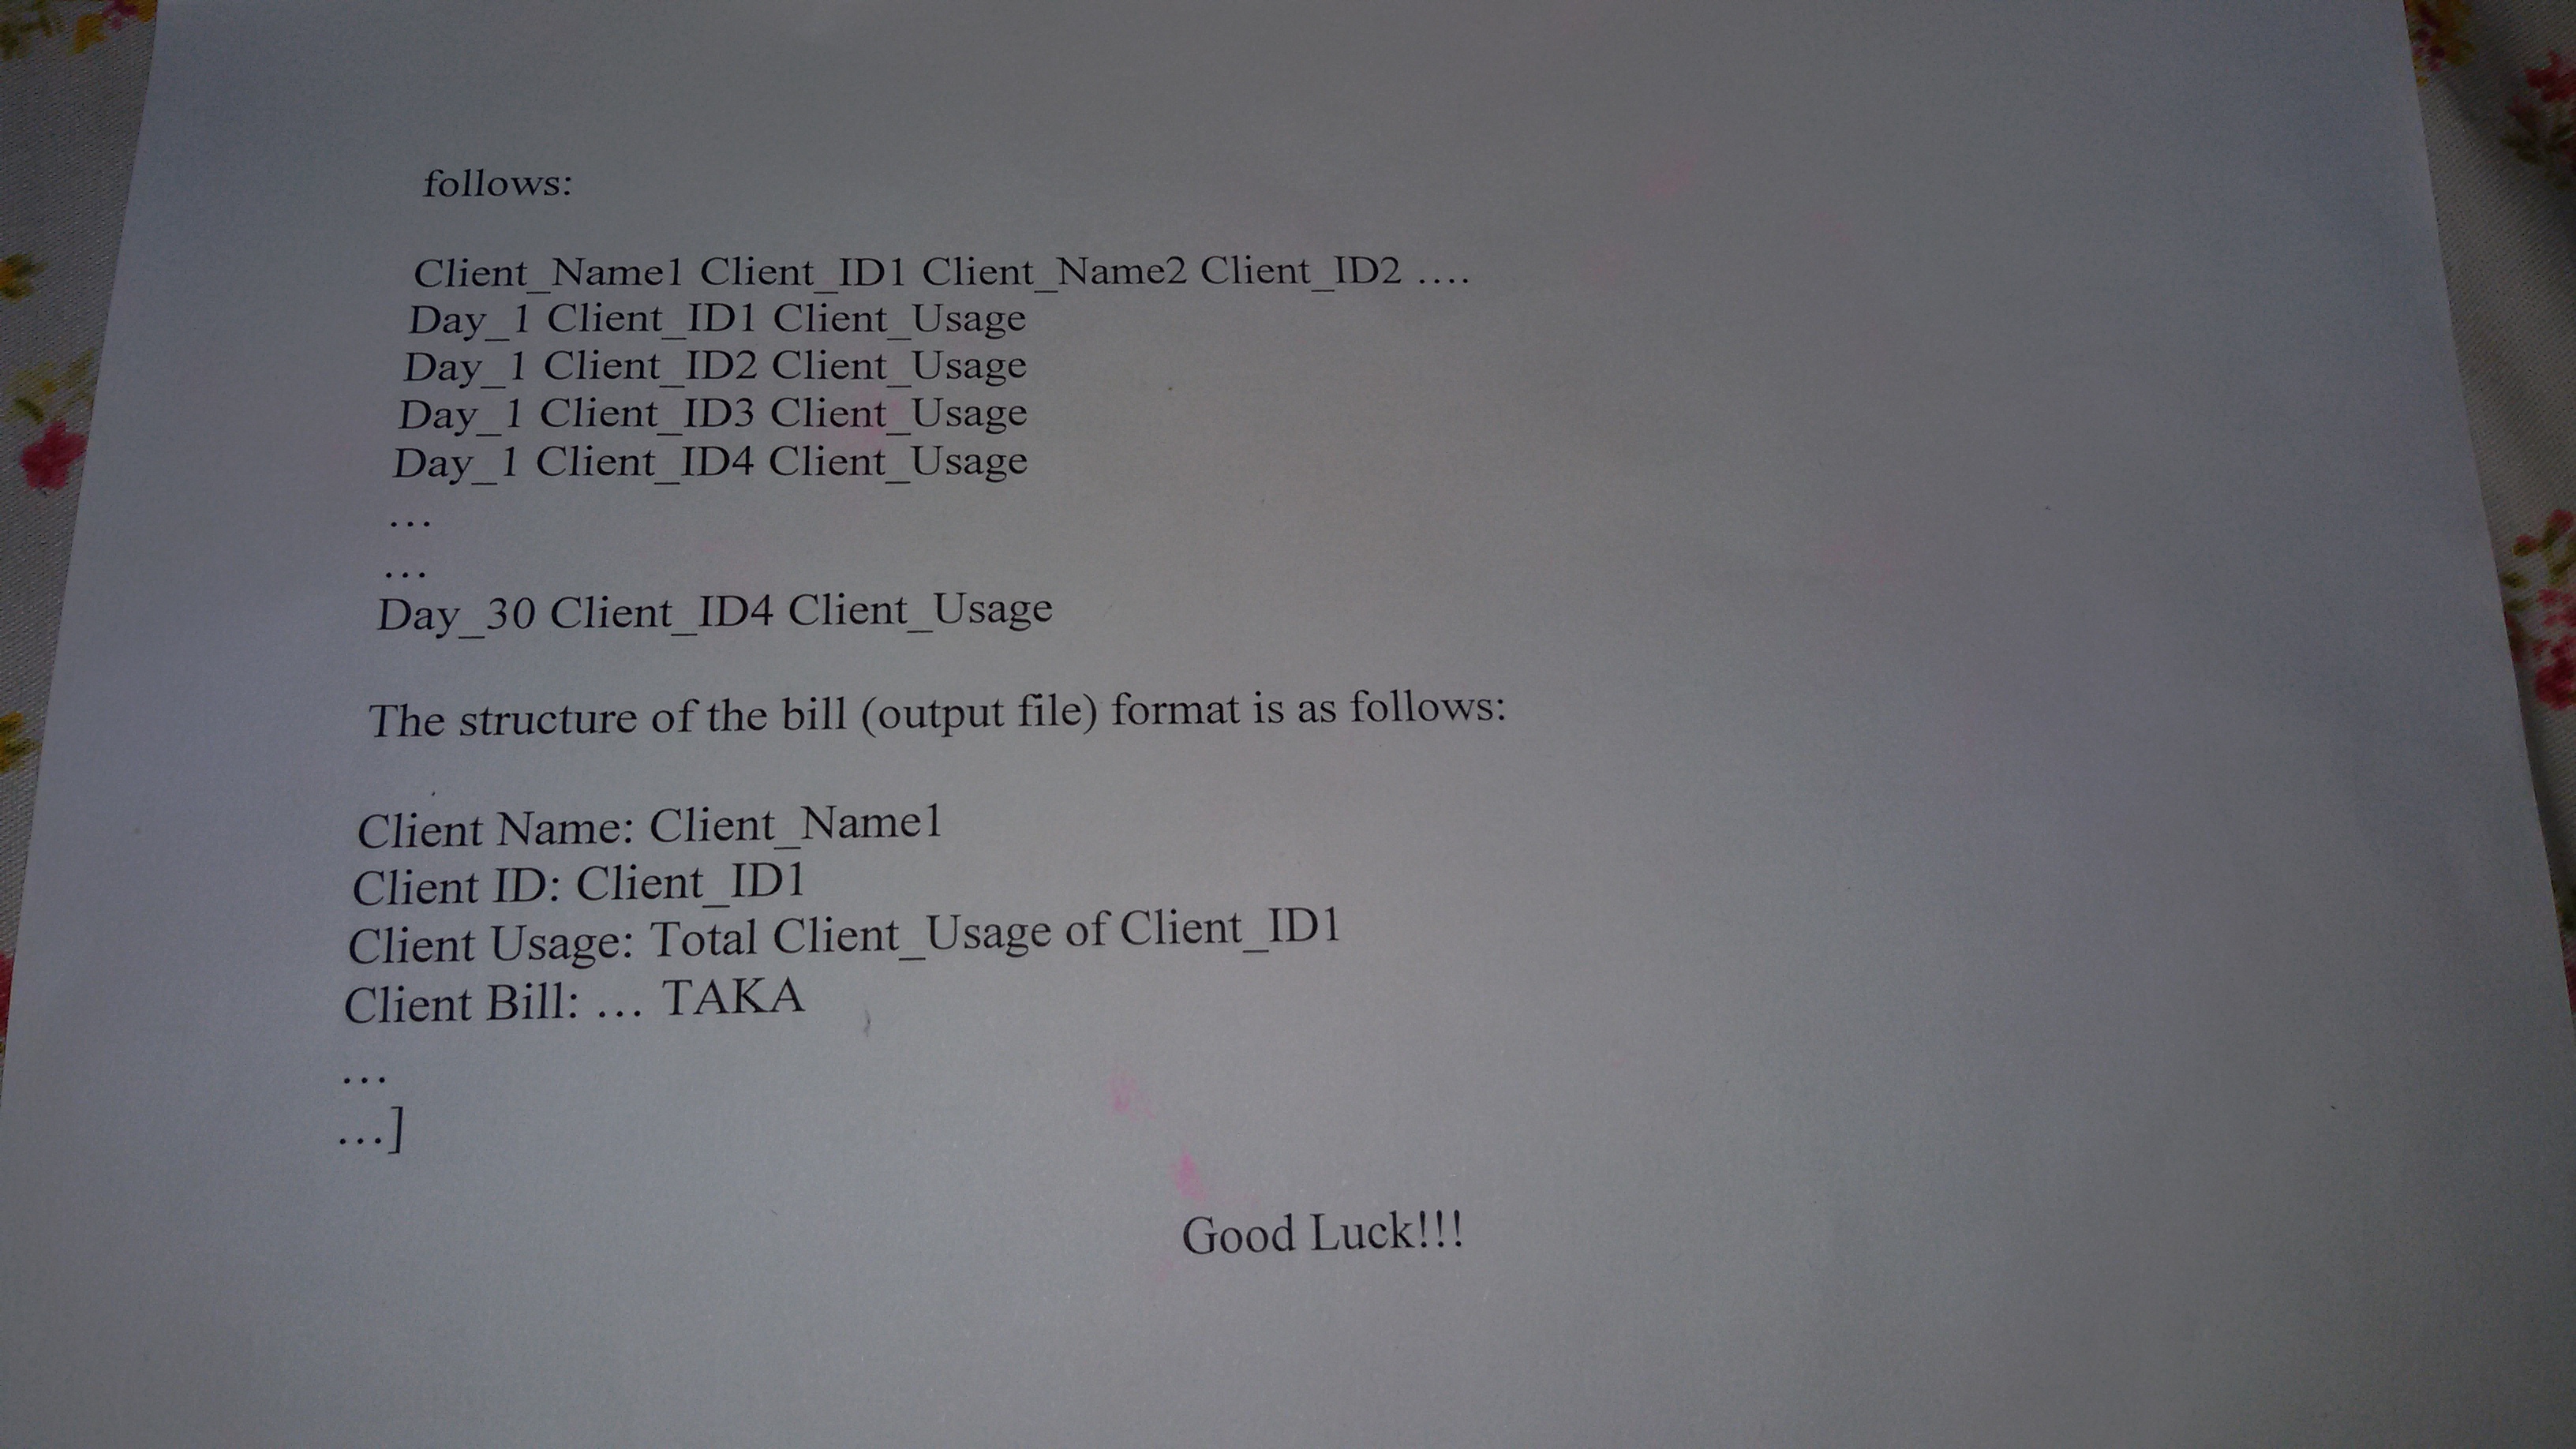 follows:
Client_Name1 Client_ID1 Client_Name2 Client_ID2 ....
Day_1 Client_ID1 Client_Usage
Day_1 Client_ID2 Client_Usage
Day_1 Client_ID3 Client_Usage
Day_1 Client_ID4 Client_Usage
...
...
Day_30 Client_ID4 Client_Usage
The structure of the bill (output file) format is as follows:
Client Name: Client_Name1
Client ID: Client_ID1
Client Usage: Total Client_Usage of Client_ID1
Client Bill: ... TAKA
...
...]
Good Luck!!!